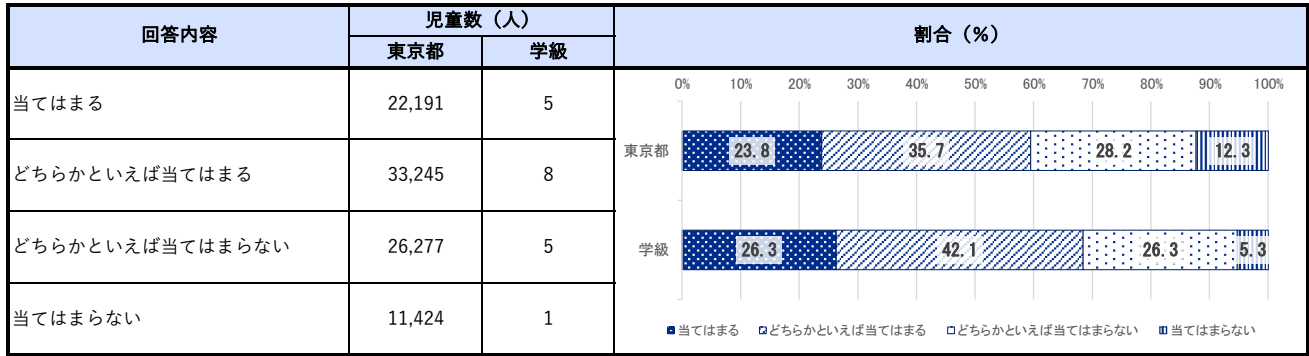 回答内容 児童数（人） 割合（％）
東京都 学級
当てはまる 22,191 5
どちらかといえば当てはまる 33,245 8
どちらかといえば当てはまらない 26,277 5
当てはまらない 11,424 1
0% 10% 20% 30% 40% 50% 60% 70% 80% 90% 100%
東京都 23.8 35.7 28.2 12.3
学級 26.3 42.1 26.3 5.3
当てはまる どちらかといえば当てはまる どちらかといえば当てはまらない 当てはまらない